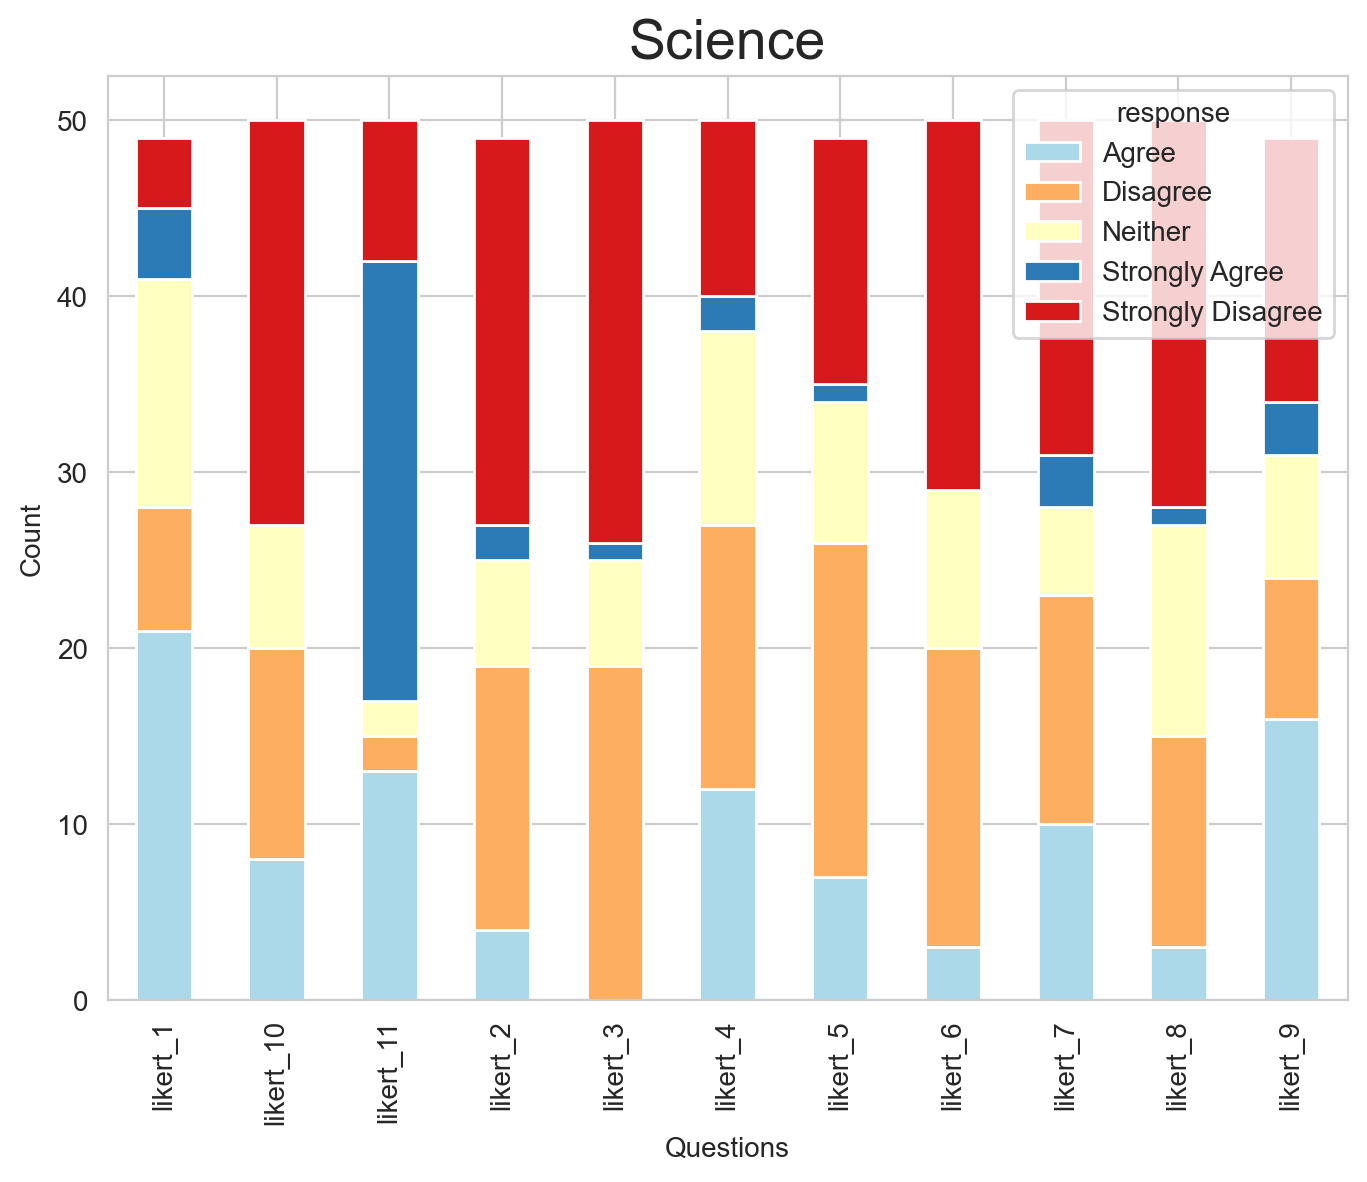 Science
response
Agree
Disagree
Neither
Strongly Agree
Strongly Disagree
Count
50
40
30
20
10
0
likert_1
likert_10
likert_11
likert_2
likert_3
likert_4
likert_5
likert_6
likert_7
likert_8
likert_9
Questions